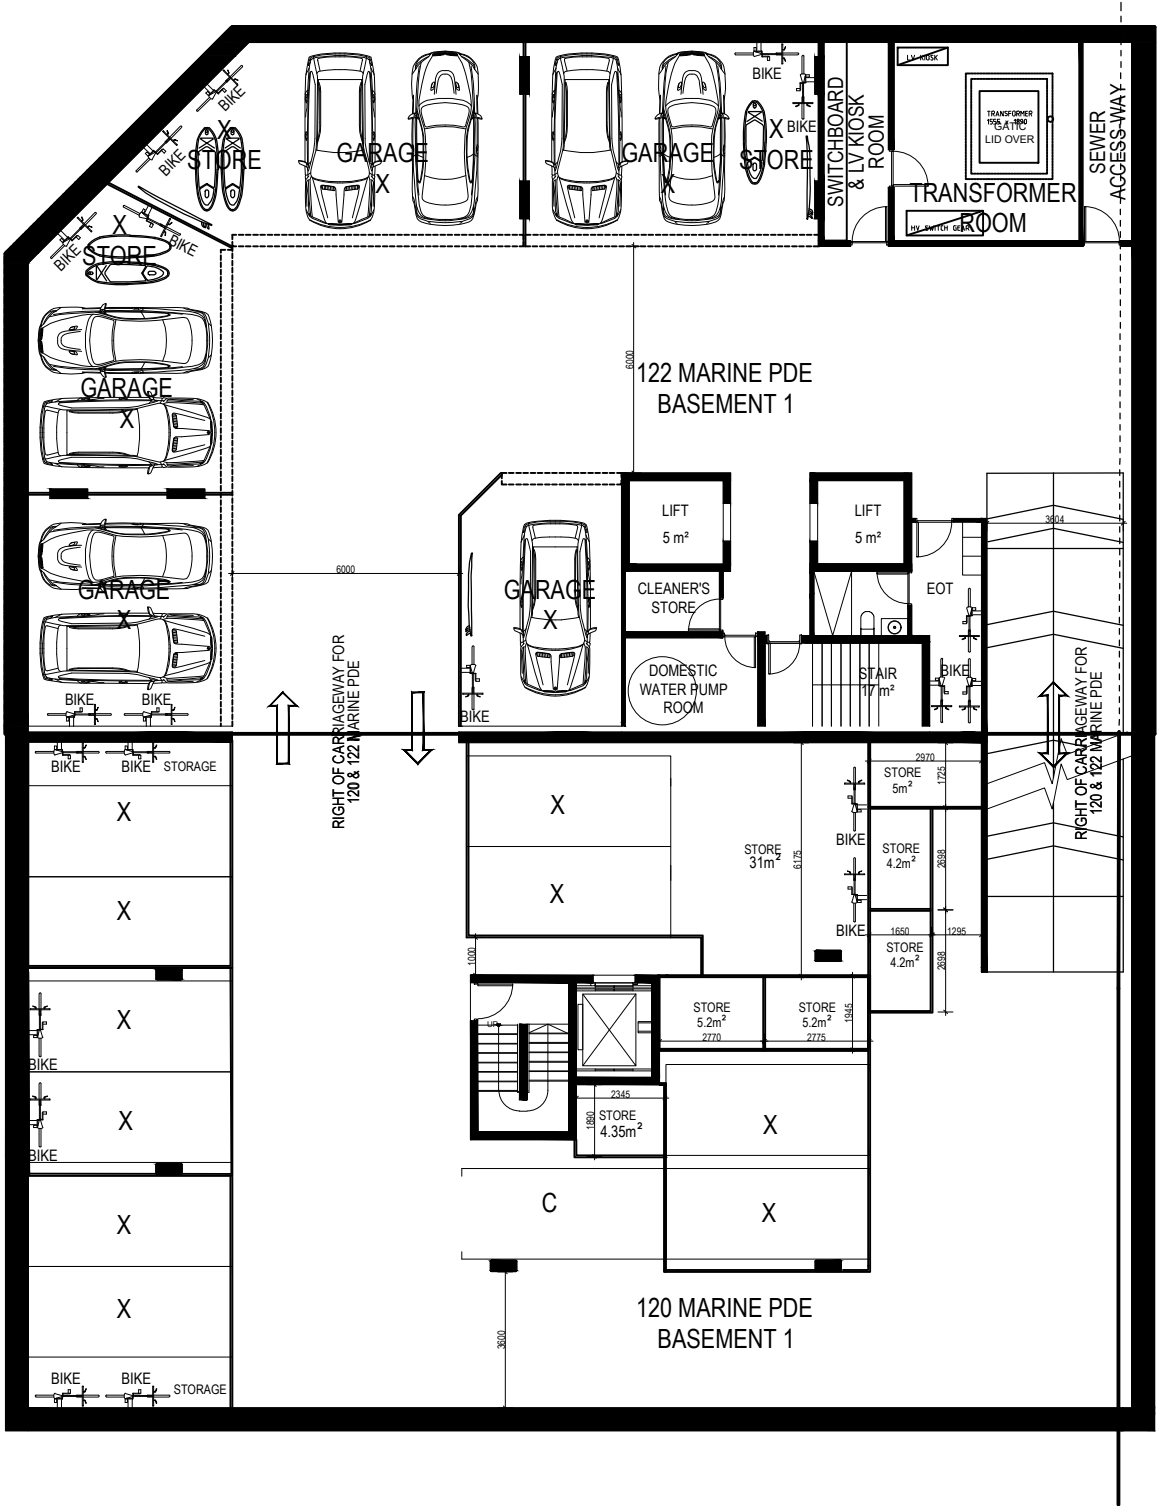 BIKE
BIKE
X
STORE
GARAGE
X
GARAGE
X
BIKE
X
BIKE
STORE
SWITCHBOARD
& LV KIOSK
ROOM
LV KIOSK
TRANSFORMER
GATIC
LID OVER
TRANSFORMER
ROOM
HV SWITCH GEAR
SEWER
ACCESS WAY
X
STORE
BIKE
BIKE
GARAGE
X
6000
122 MARINE PDE
BASEMENT 1
LIFT
5 m²
LIFT
5 m²
3604
6000
GARAGE
X
GARAGE
X
CLEANER'S
STORE
EOT
DOMESTIC
WATER PUMP
ROOM
STAIR
17 m²
BIKE
BIKE
BIKE
BIKE
RIGHT OF CARRIAGEWAY FOR
120 & 122 MARINE PDE
RIGHT OF CARRIAGEWAY FOR
120 & 122 MARINE PDE
BIKE
BIKE
STORAGE
X
X
X
X
STORE
31m²
6175
BIKE
BIKE
2970
STORE
5m²
1725
STORE
4.2m²
2698
1650
1295
STORE
4.2m²
2698
1000
UP
STORE
5.2m²
2770
STORE
5.2m²
2775
1945
X
BIKE
X
BIKE
2345
1890
STORE
4.35m²
X
C
X
X
X
120 MARINE PDE
BASEMENT 1
3600
BIKE
BIKE
STORAGE